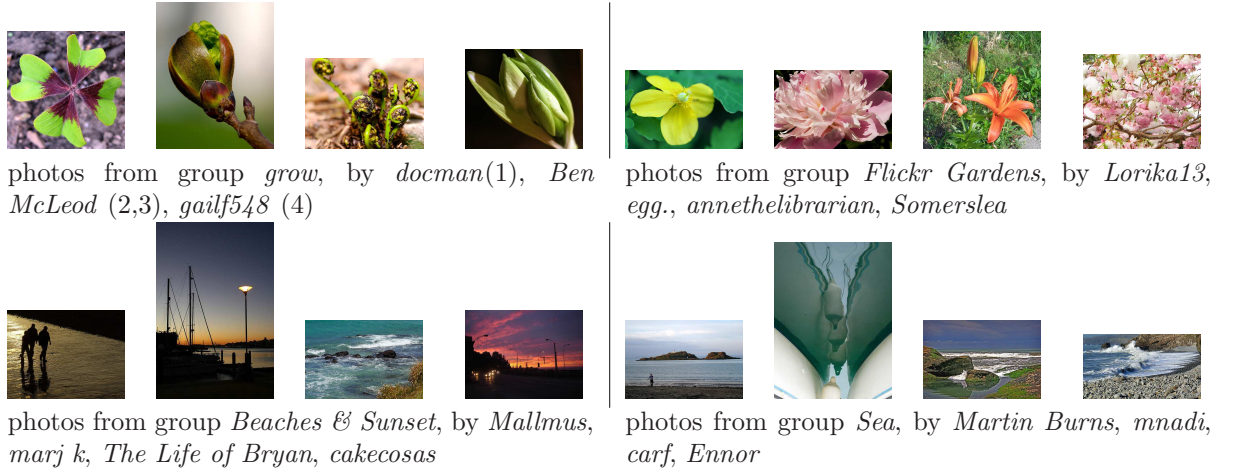 photos from group grow, by docman(1), Ben
McLeod (2,3), gailf548 (4)
photos from group Flickr Gardens, by Lorika13,
egg., annethelibrarian, Somerslea
photos from group Beaches & Sunset, by Mallmus,
marj k, The Life of Bryan, cakecosas
photos from group Sea, by Martin Burns, mnadi,
carf, Ennor